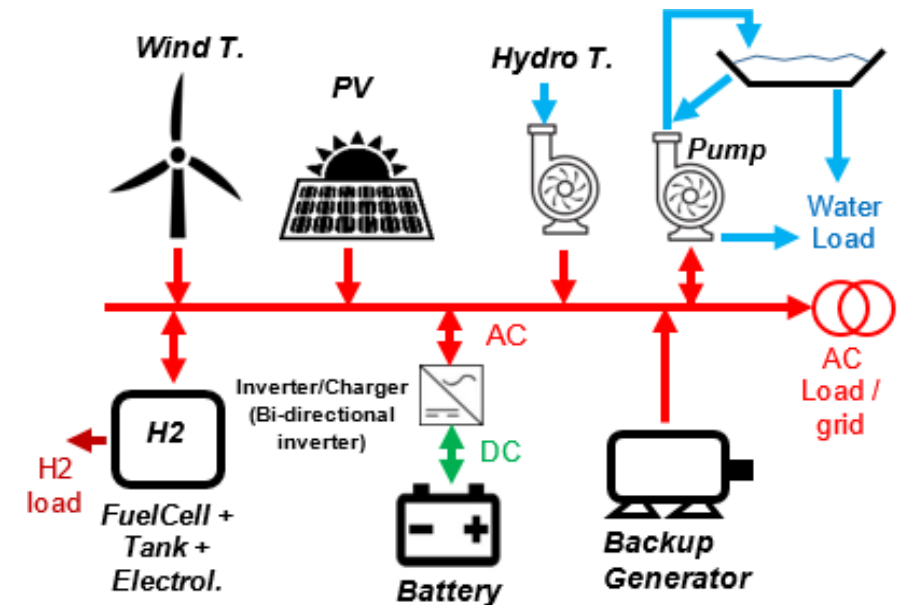 Wind T.
PV
Hydro T.
Pump
Water
Load
AC
AC
Load /
grid
Inverter/Charger
(Bi-directional
inverter)
DC
H2
H2
load
FuelCell +
Tank +
Electrol.
Battery
Backup
Generator